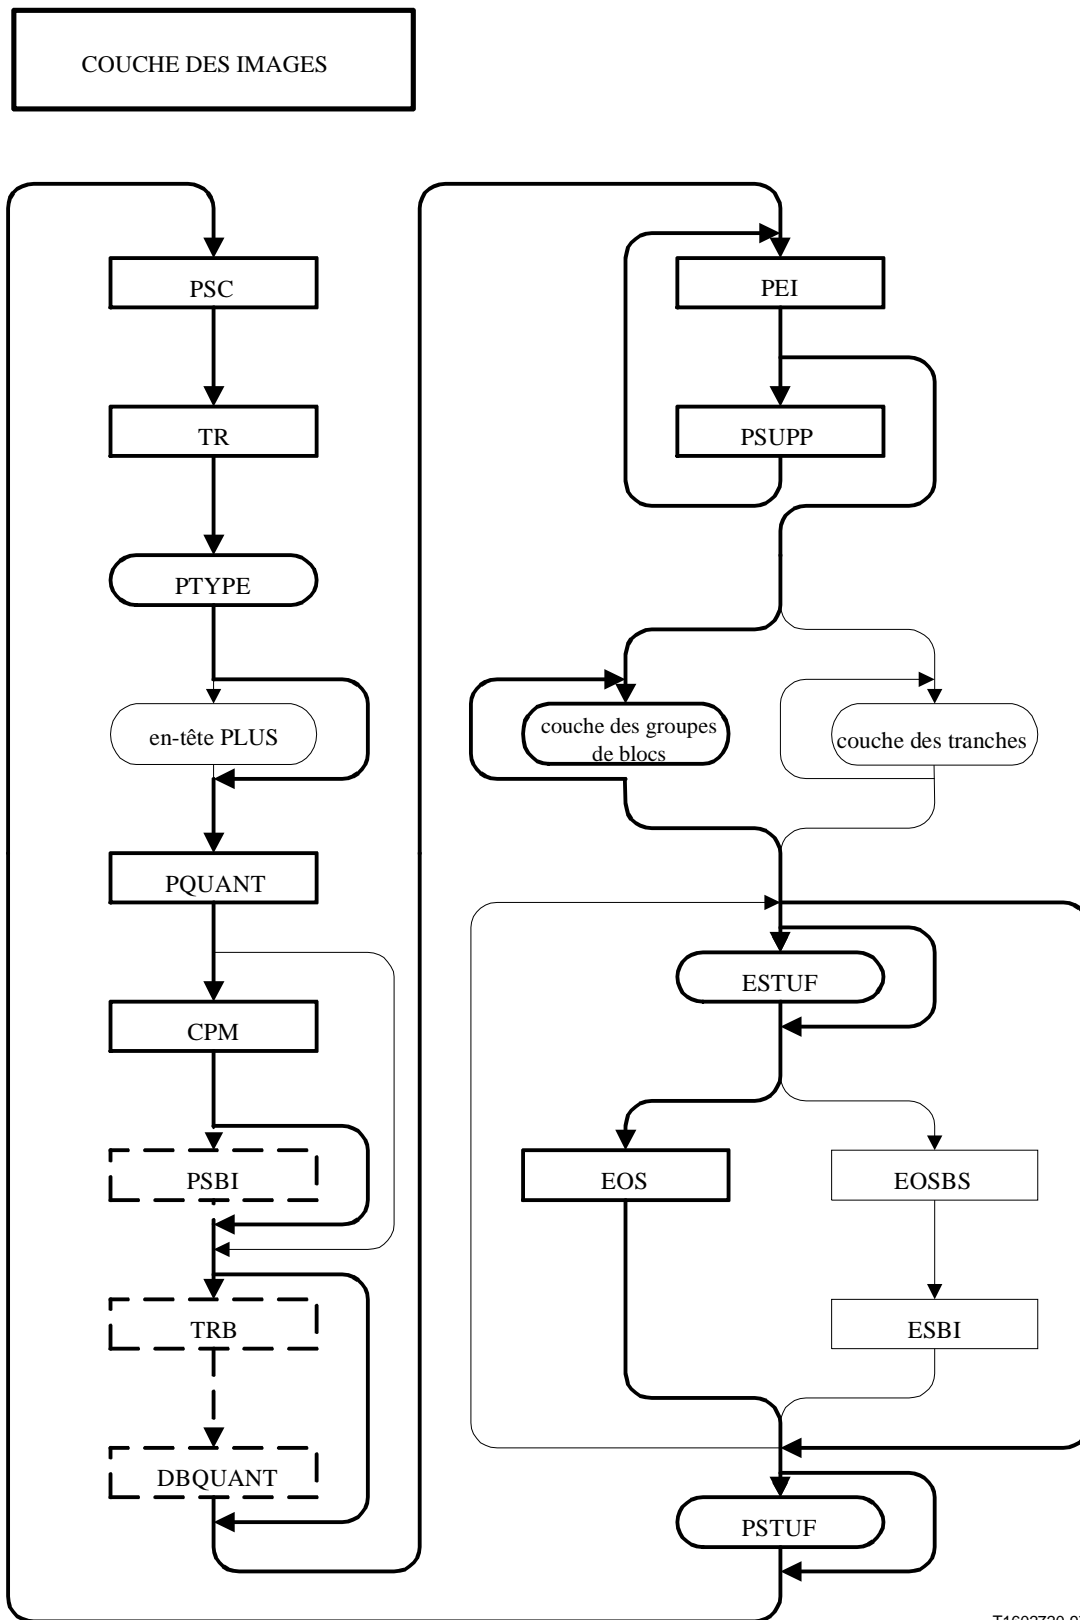 COUCHE DES IMAGES
PSC
TR
PTYPE
en-tête PLUS
PQUANT
CPM
PSBI
TRB
DBQUANT
PEI
PSUPP
couche des groupes
de blocs
couche des tranches
ESTUF
EOS
EOSBS
ESBI
PSTUF